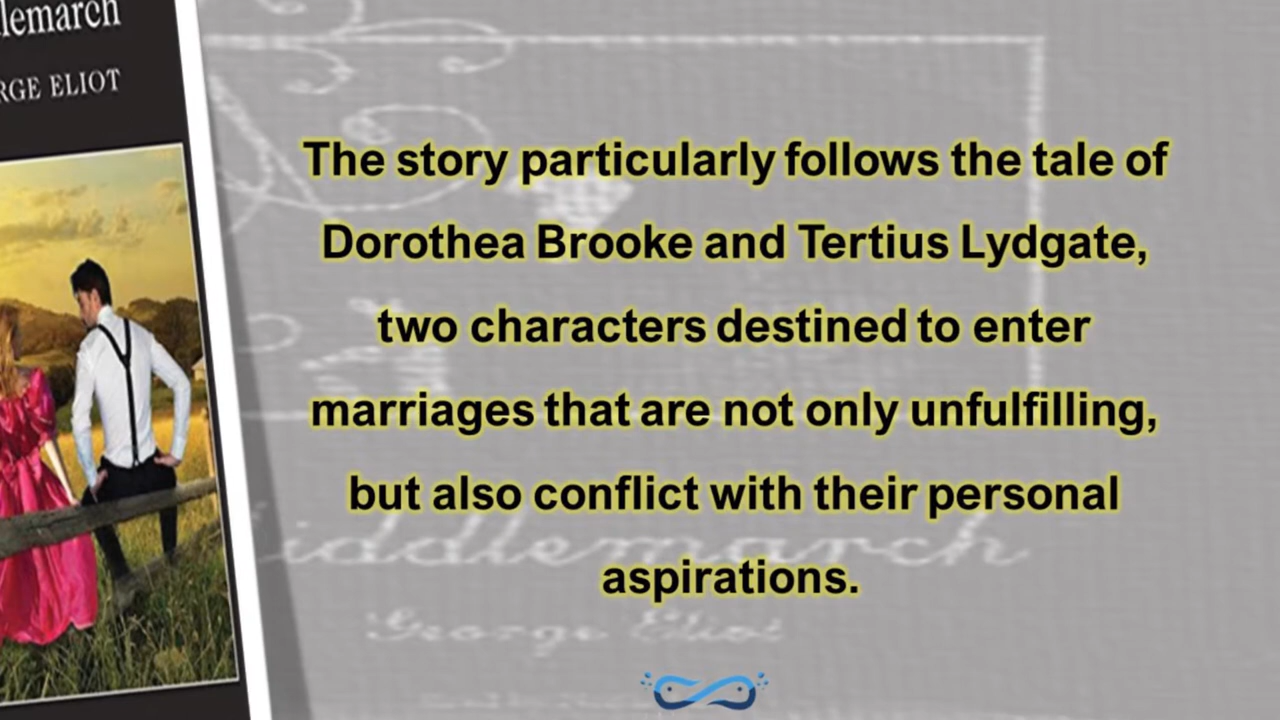 lemarch
RGE ELIOT
The story particularly follows the tale of
Dorothea Brooke and Tertius Lydgate,
two characters destined to enter
marriages that are not only unfulfilling,
but also conflict with their personal
aspirations.
iddlemarch
George Eliot